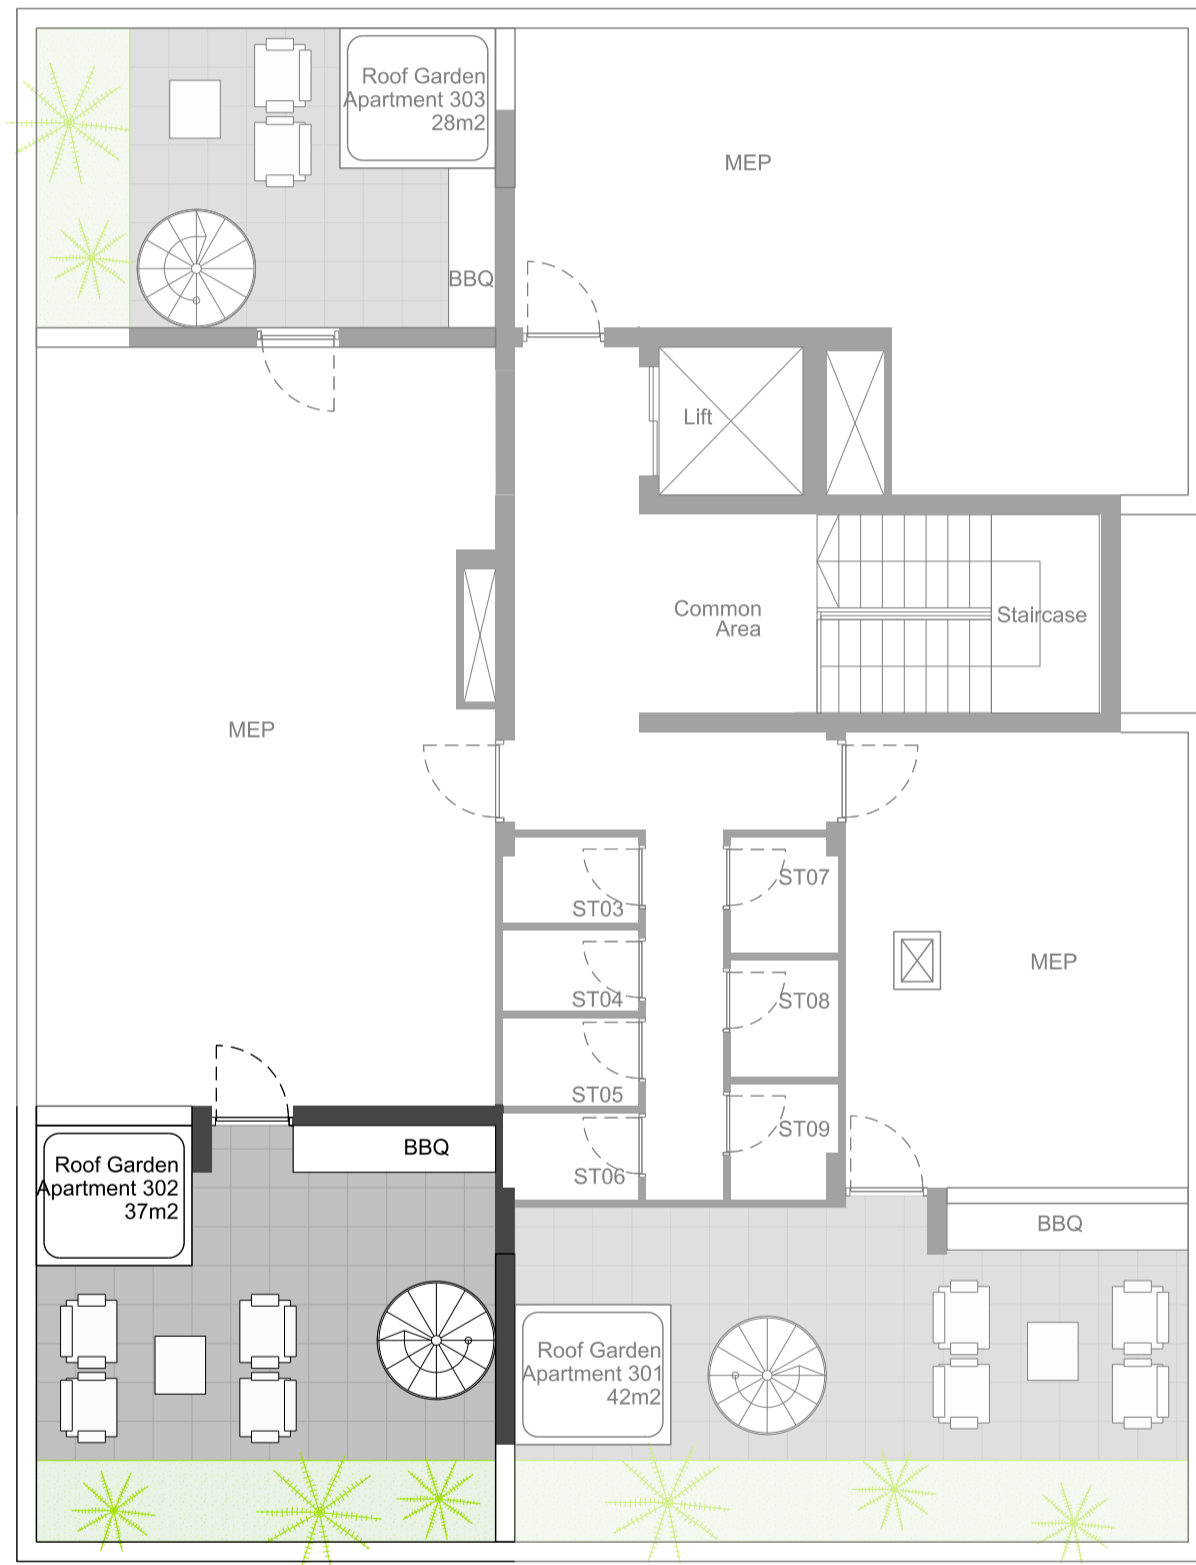 Roof Garden
Apartment 303
28m2
MEP
BBQ
Lift
Common
Area
Staircase
MEP
ST03
ST07
ST04
ST08
MEP
ST05
ST09
ST06
BBQ
Roof Garden
Apartment 302
37m2
BBQ
Roof Garden
Apartment 301
42m2